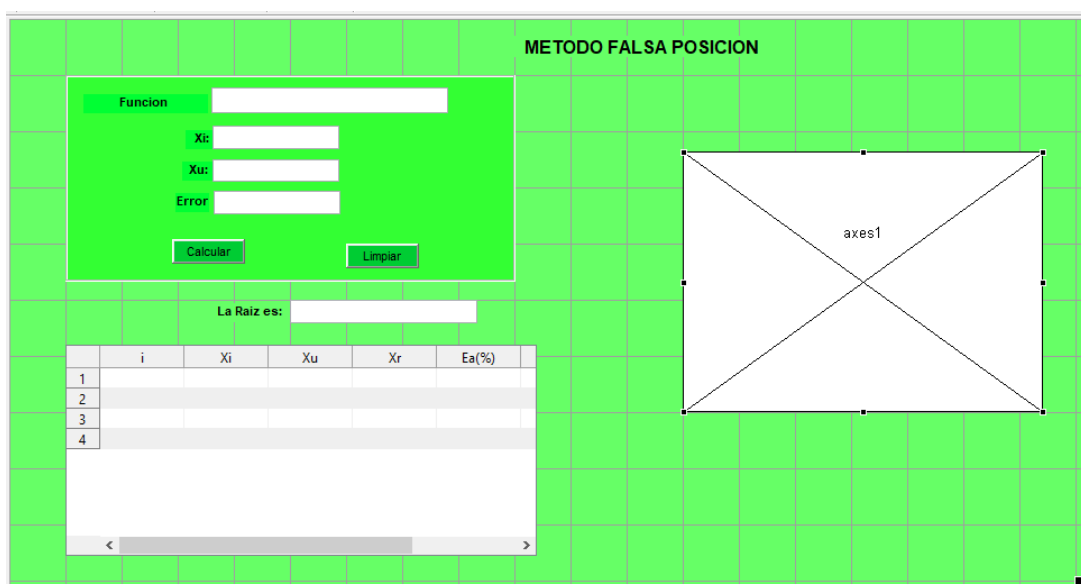 METODO FALSA POSICION
Funcion
Xi:
Xu:
Error
Calcular
Limpiar
La Raiz es:
i Xi Xu Xr Ea(%)
1
2
3
4
axes1